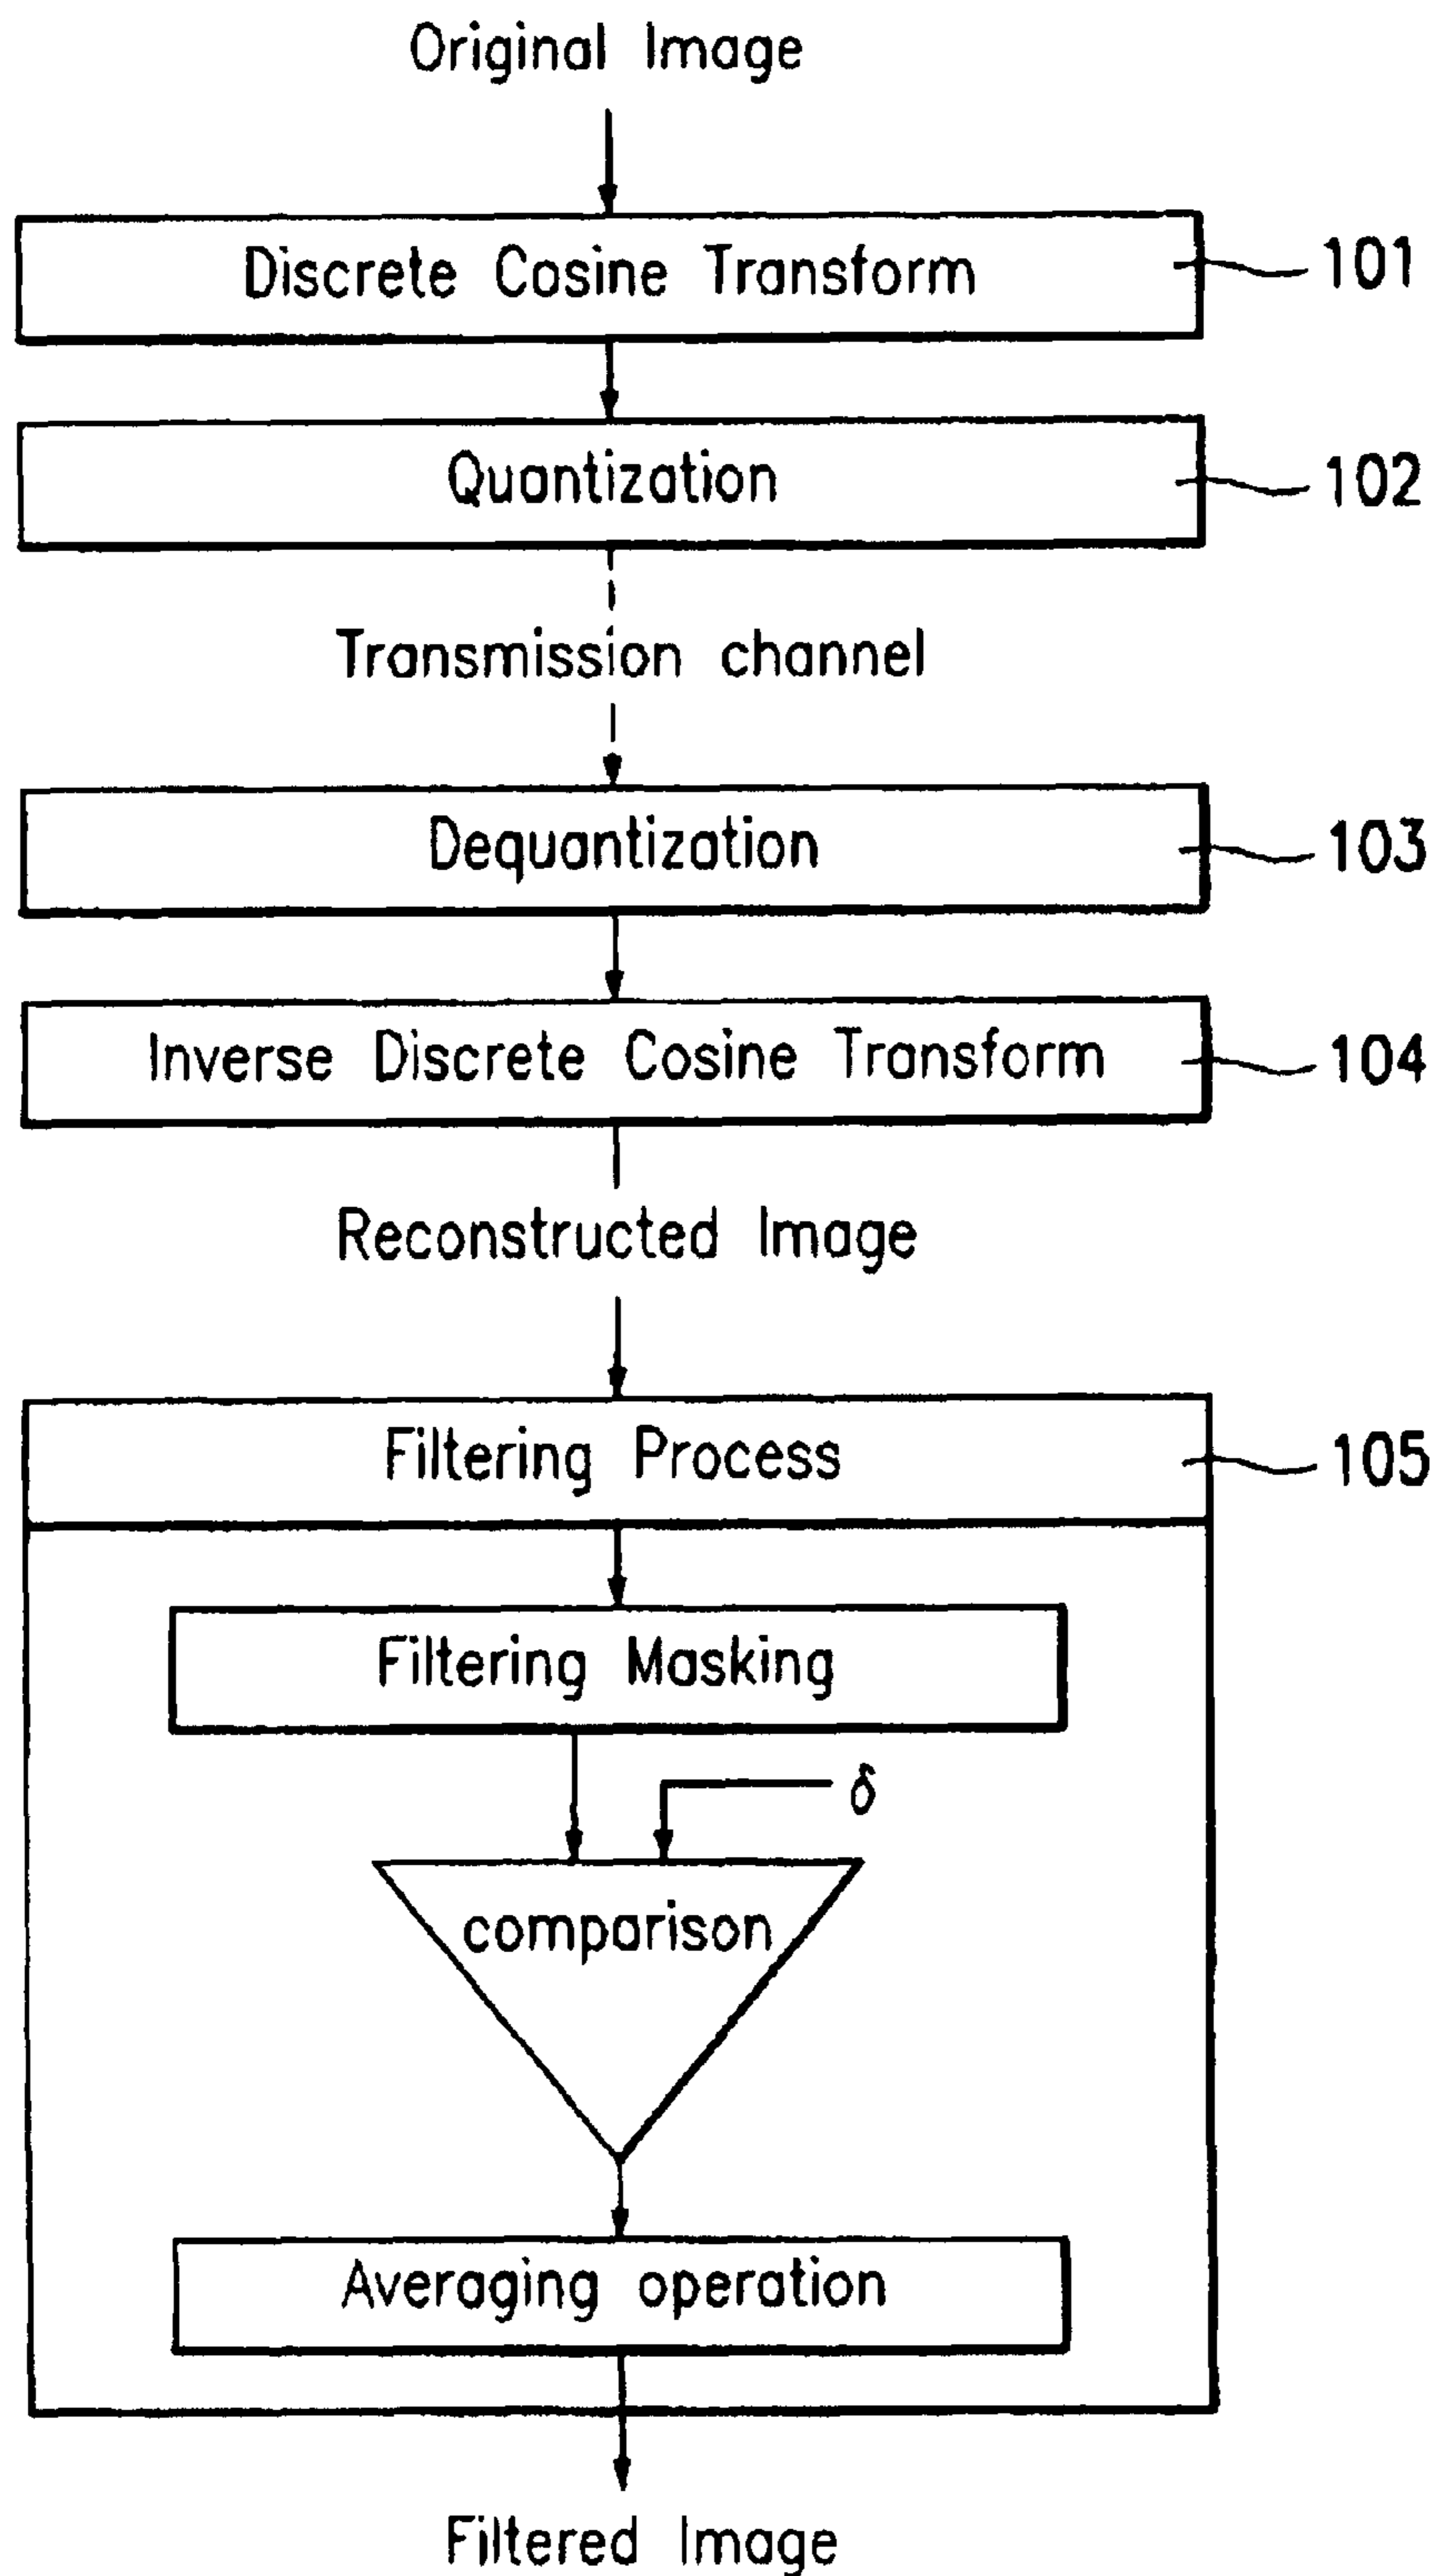 Original Image
Discrete Cosine Transform
101
Quantization
102
Transmission channel
Dequantization
103
Inverse Discrete Cosine Transform
104
Reconstructed Image
Filtering Process
105
Filtering Masking
δ
comparison
Averaging operation
Filtered Image